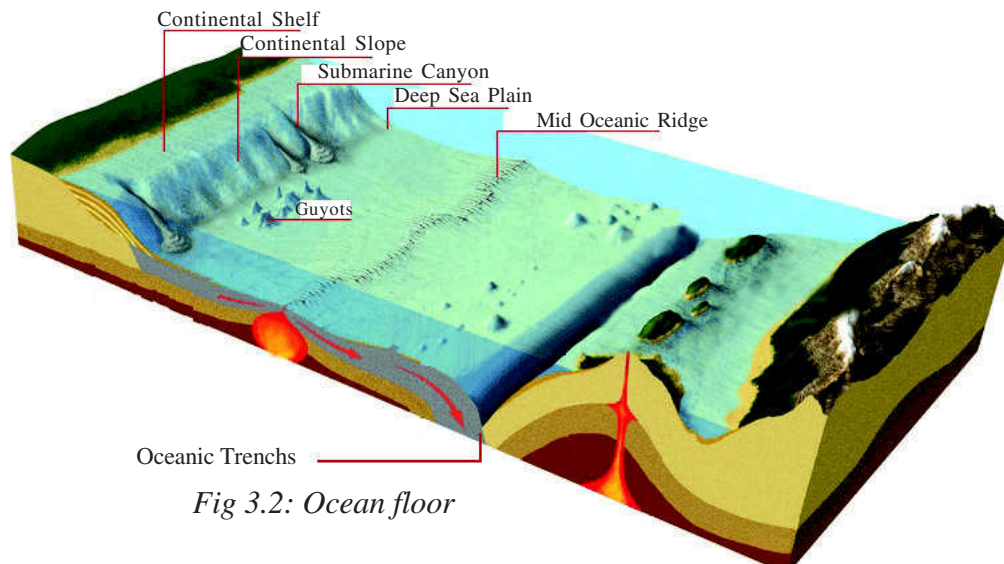 Continental Shelf
Continental Slope
Submarine Canyon
Deep Sea Plain
Mid Oceanic Ridge
Guyots
Oceanic Trenchs
Fig 3.2: Ocean floor